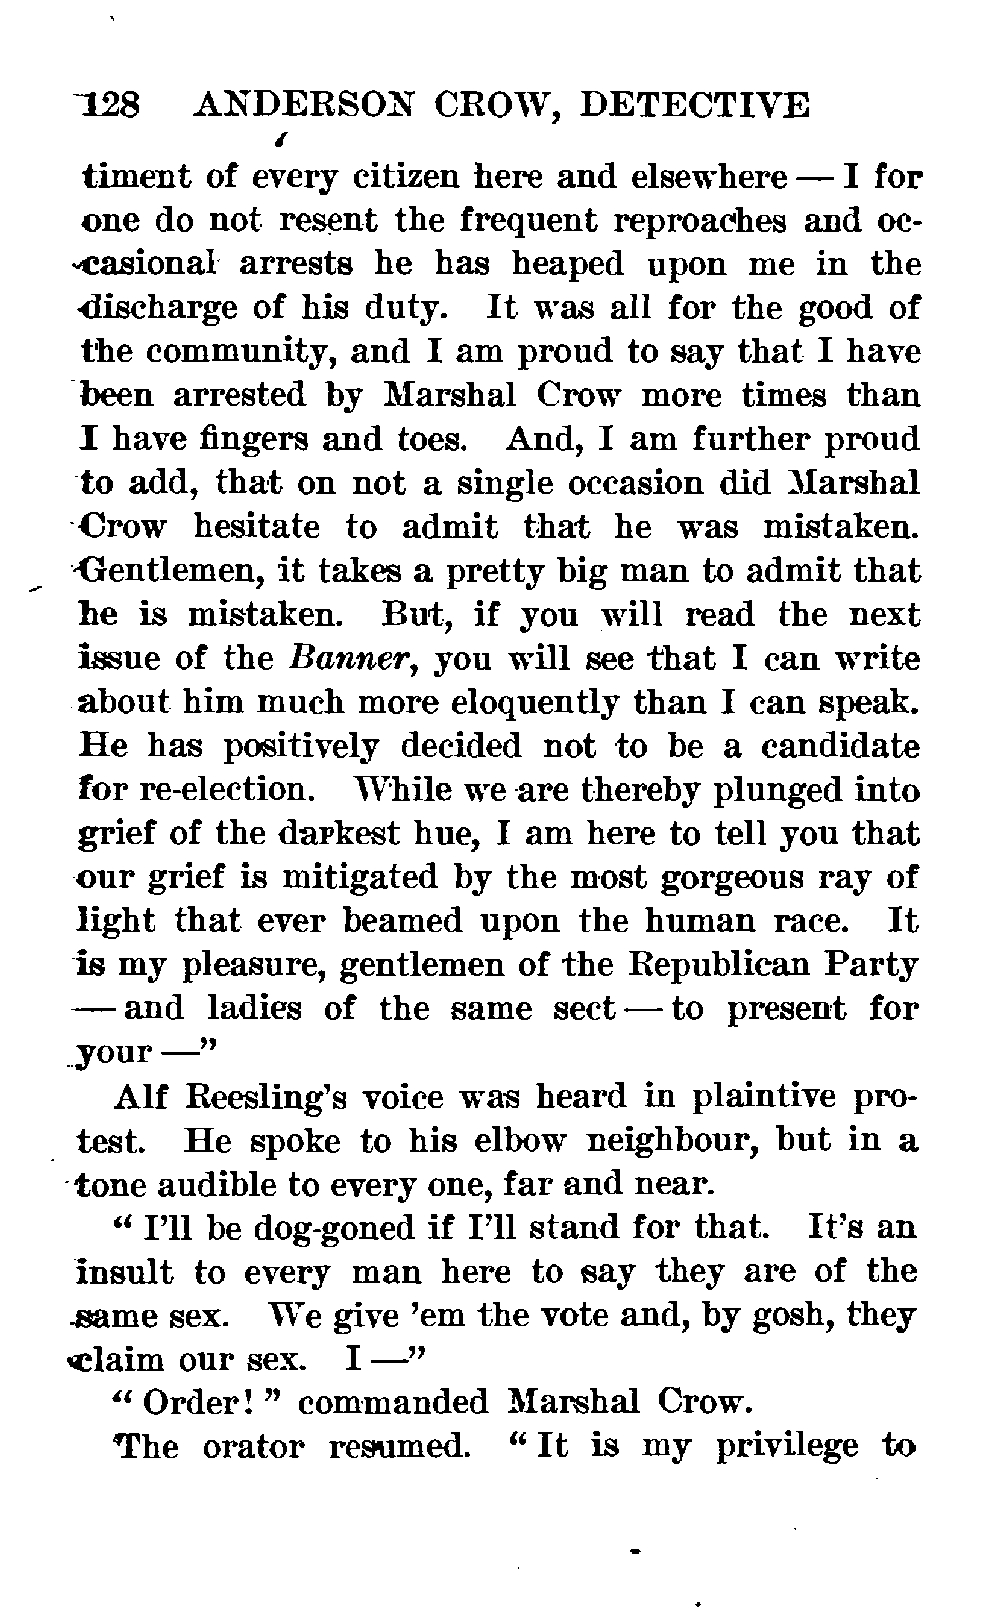 128 ANDERSON CROW, DETECTIVE
timent of every citizen here and elsewhere — I for
one do not resent the frequent reproaches and oc-
casional arrests he has heaped upon me in the
discharge of his duty. It was all for the good of
the community, and I am proud to say that I have
been arrested by Marshal Crow more times than
I have fingers and toes. And, I am further proud
to add, that on not a single occasion did Marshal
Crow hesitate to admit that he was mistaken.
Gentlemen, it takes a pretty big man to admit that
he is mistaken. But, if you will read the next
issue of the Banner, you will see that I can write
about him much more eloquently than I can speak.
He has positively decided not to be a candidate
for re-election. While we are thereby plunged into
grief of the darkest hue, I am here to tell you that
our grief is mitigated by the most gorgeous ray of
light that ever beamed upon the human race. It
is my pleasure, gentlemen of the Republican Party
— and ladies of the same sect — to present for
your —"
Alf Reesling's voice was heard in plaintive pro-
test. He spoke to his elbow neighbour, but in a
tone audible to every one, far and near.
" I'll be dog-goned if I'll stand for that. It's an
insult to every man here to say they are of the
same sex. We give 'em the vote and, by gosh, they
claim our sex. I —"
" Order! " commanded Marshal Crow.
The orator resumed. " It is my privilege to